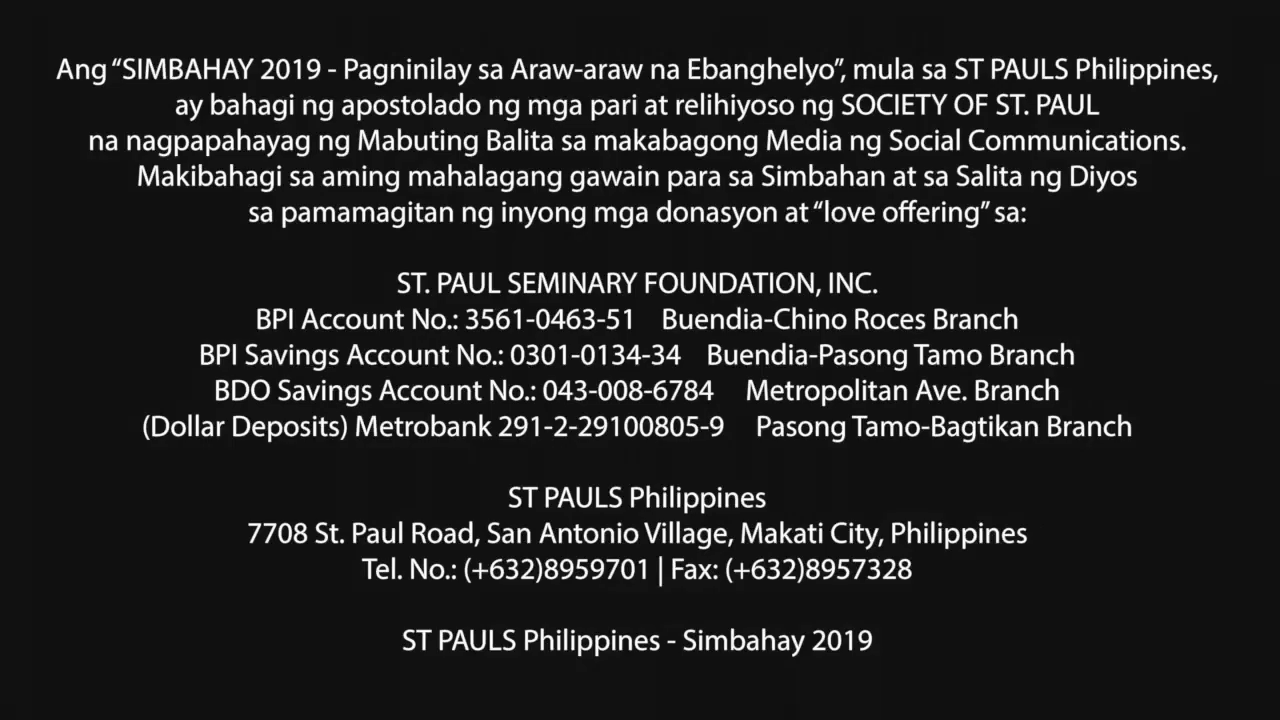 Ang “SIMBAHAY 2019 - Pagninilay sa Araw-araw na Ebanghelyo”, mula sa ST PAULS Philippines,
ay bahagi ng apostolado ng mga pari at relihiyoso ng SOCIETY OF ST. PAUL
na nagpapahayag ng Mabuting Balita sa makabagong Media ng Social Communications.
Makibahagi sa aming mahalagang gawain para sa Simbahan at sa Salita ng Diyos
sa pamamagitan ng inyong mga donasyon at “love offering” sa:
ST. PAUL SEMINARY FOUNDATION, INC.
BPI Account No.: 3561-0463-51 Buendia-Chino Roces Branch
BPI Savings Account No.: 0301-0134-34 Buendia-Pasong Tamo Branch
BDO Savings Account No.: 043-008-6784 Metropolitan Ave. Branch
(Dollar Deposits) Metrobank 291-2-29100805-9 Pasong Tamo-Bagtikan Branch
ST PAULS Philippines
7708 St. Paul Road, San Antonio Village, Makati City, Philippines
Tel. No.: (+632)8959701 | Fax: (+632)8957328
ST PAULS Philippines - Simbahay 2019